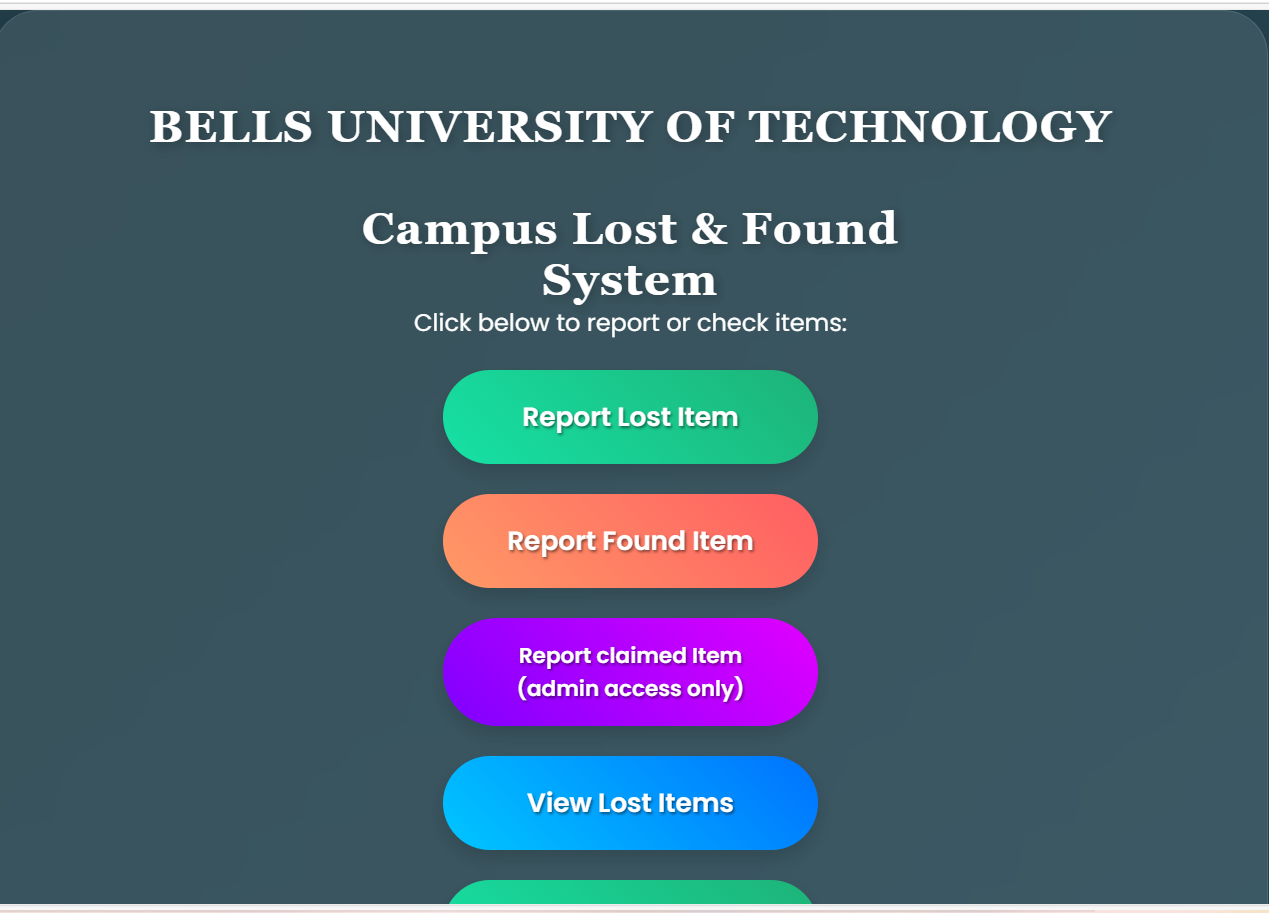 BELLS UNIVERSITY OF TECHNOLOGY
Campus Lost & Found
System
Click below to report or check items:
Report Lost Item
Report Found Item
Report claimed Item
(admin access only)
View Lost Items